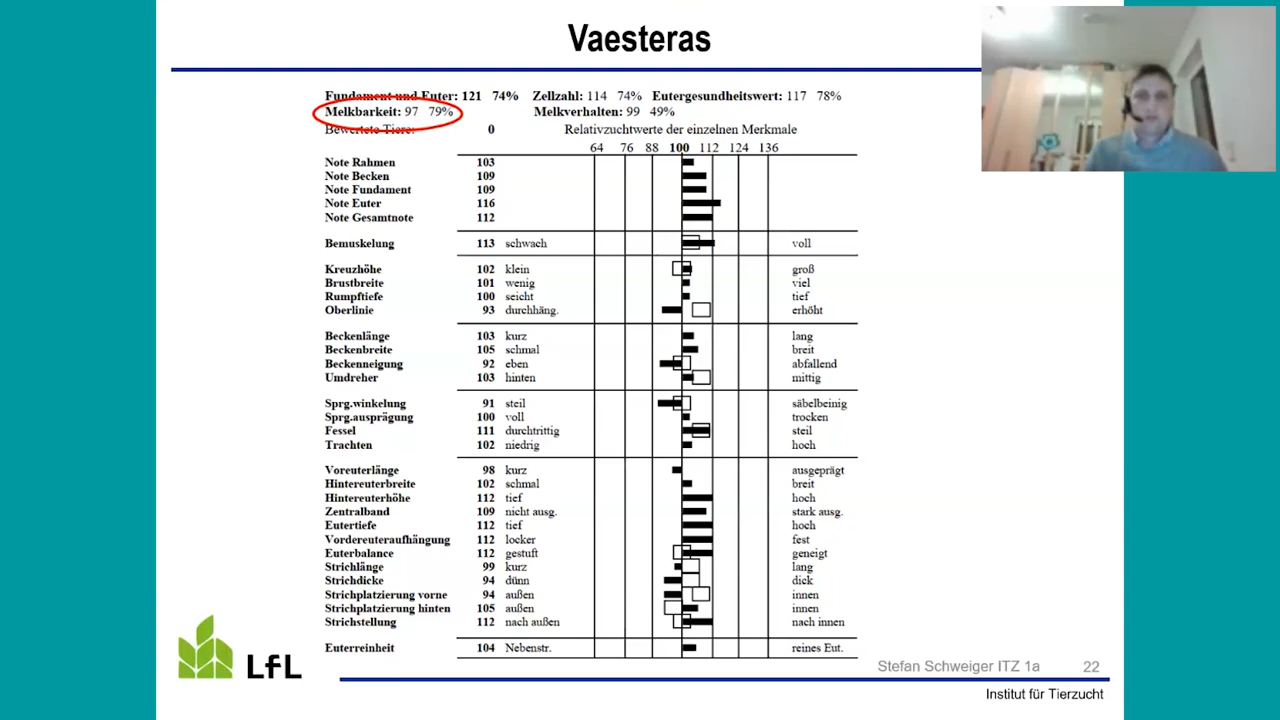 Vaesteras
Fundament und Euter: 121 74% Zellzahl: 114 74% Eutergesundheitswert: 117 78%
Melkbarkeit: 97 79% Melkverhalten: 99 49%
Bewertete Tiere: 0 Relativzuchtwerte der einzelnen Merkmale
64 76 88 100 112 124 136
Note Rahmen 103
Note Becken 109
Note Fundament 109
Note Euter 116
Note Gesamtnote 112
Bemuskelung 113 schwach voll
Kreuzhöhe 102 klein groß
Brustbreite 101 wenig viel
Rumpftiefe 100 seicht tief
Oberlinie 93 durchhäng. erhöht
Beckenlänge 103 kurz lang
Beckenbreite 105 schmal breit
Beckenneigung 92 eben abfallend
Umdreher 103 hinten mittig
Sprg.winkelung 91 steil säbelbeinig
Sprg.ausprägung 100 voll trocken
Fessel 111 durchtrittig steil
Trachten 102 niedrig hoch
Voreuterlänge 98 kurz ausgeprägt
Hintereuterbreite 102 schmal breit
Hintereuterhöhe 112 tief hoch
Zentralband 109 nicht ausg. stark ausg.
Eutertiefe 112 tief hoch
Vordereuteraufhängung 112 locker fest
Euterbalance 112 gestuft geneigt
Strichlänge 99 kurz lang
Strichdicke 94 dünn dick
Strichplatzierung vorne 94 außen innen
Strichplatzierung hinten 105 außen innen
Strichstellung 112 nach außen nach innen
Euterreinheit 104 Nebenstr. reines Eut.
LfL
Stefan Schweiger ITZ 1a 22
Institut für Tierzucht